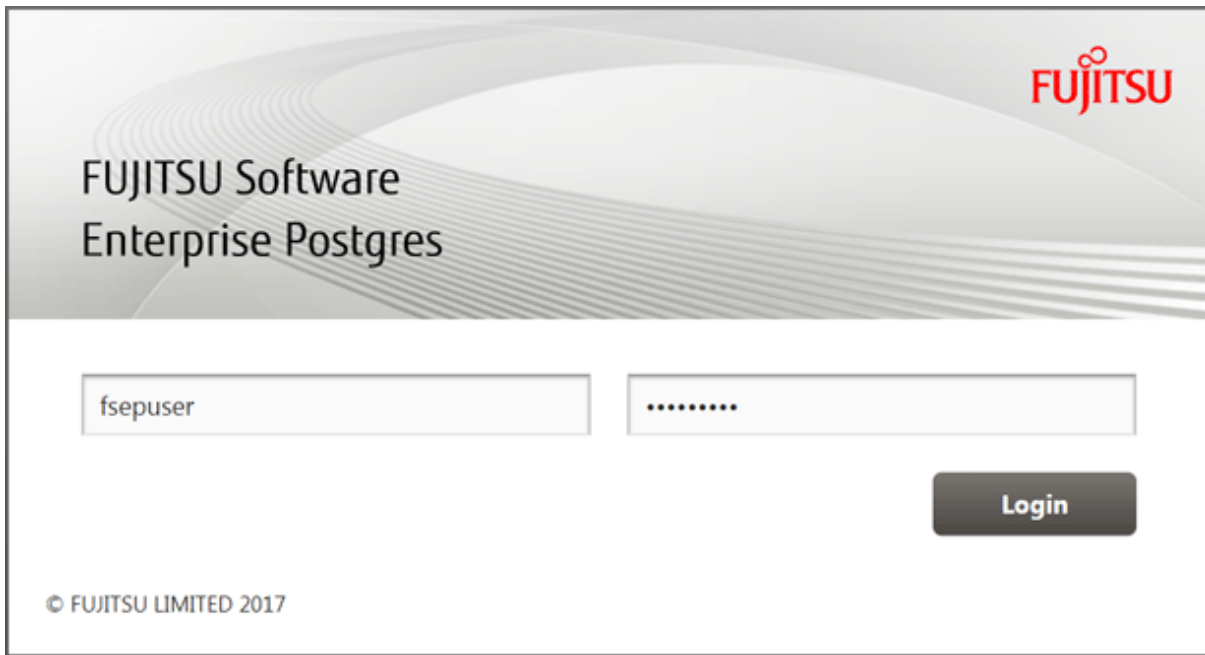 FUJITSU
FUJITSU Software
Enterprise Postgres
fsepuser
•••••••••
Login
© FUJITSU LIMITED 2017